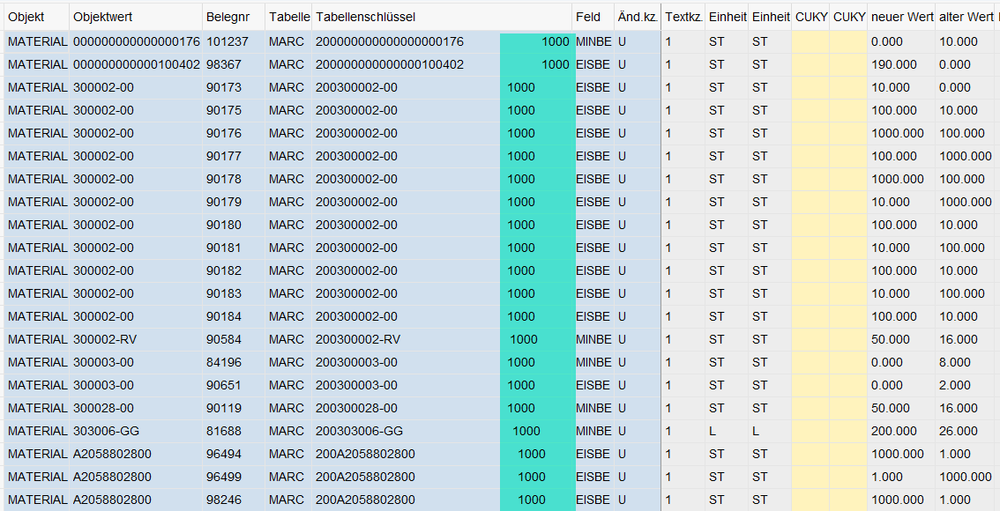 Objekt Objektwert Belegnr Tabelle Tabellenschlüssel Feld Änd.kz. Textkz. Einheit Einheit CUKY CUKY neuer Wert alter Wert
MATERIAL 000000000000000176 101237 MARC 200000000000000000176 1000 MINBE U 1 ST ST 0.000 10.000
MATERIAL 000000000000100402 98367 MARC 200000000000000100402 1000 EISBE U 1 ST ST 190.000 0.000
MATERIAL 300002-00 90173 MARC 200300002-00 1000 EISBE U 1 ST ST 10.000 0.000
MATERIAL 300002-00 90175 MARC 200300002-00 1000 EISBE U 1 ST ST 100.000 10.000
MATERIAL 300002-00 90176 MARC 200300002-00 1000 EISBE U 1 ST ST 1000.000 100.000
MATERIAL 300002-00 90177 MARC 200300002-00 1000 EISBE U 1 ST ST 100.000 1000.000
MATERIAL 300002-00 90178 MARC 200300002-00 1000 EISBE U 1 ST ST 1000.000 100.000
MATERIAL 300002-00 90179 MARC 200300002-00 1000 EISBE U 1 ST ST 10.000 1000.000
MATERIAL 300002-00 90180 MARC 200300002-00 1000 EISBE U 1 ST ST 100.000 10.000
MATERIAL 300002-00 90181 MARC 200300002-00 1000 EISBE U 1 ST ST 10.000 100.000
MATERIAL 300002-00 90182 MARC 200300002-00 1000 EISBE U 1 ST ST 100.000 10.000
MATERIAL 300002-00 90183 MARC 200300002-00 1000 EISBE U 1 ST ST 10.000 100.000
MATERIAL 300002-00 90184 MARC 200300002-00 1000 EISBE U 1 ST ST 100.000 10.000
MATERIAL 300002-RV 90584 MARC 200300002-RV 1000 MINBE U 1 ST ST 50.000 16.000
MATERIAL 300003-00 84196 MARC 200300003-00 1000 MINBE U 1 ST ST 0.000 8.000
MATERIAL 300003-00 90651 MARC 200300003-00 1000 EISBE U 1 ST ST 0.000 2.000
MATERIAL 300028-00 90119 MARC 200300028-00 1000 MINBE U 1 ST ST 50.000 16.000
MATERIAL 303006-GG 81688 MARC 200303006-GG 1000 MINBE U 1 L L 200.000 26.000
MATERIAL A2058802800 96494 MARC 200A2058802800 1000 EISBE U 1 ST ST 1000.000 1.000
MATERIAL A2058802800 96499 MARC 200A2058802800 1000 EISBE U 1 ST ST 1.000 1000.000
MATERIAL A2058802800 98246 MARC 200A2058802800 1000 EISBE U 1 ST ST 1000.000 1.000